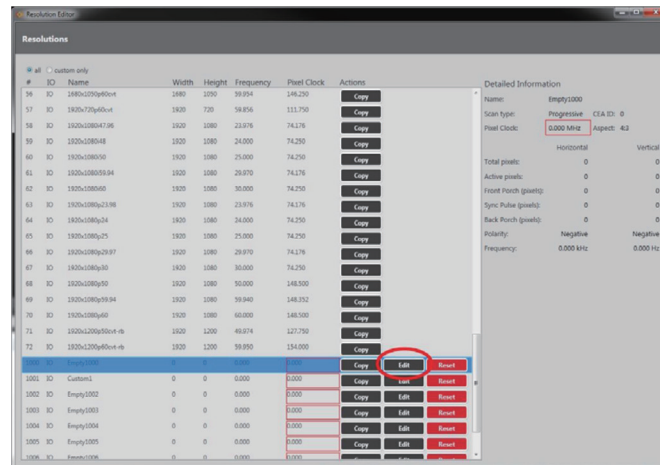 Resolution Editor
Resolutions
all custom only
# IO Name Width Height Frequency Pixel Clock Actions
56 IO 1680x1050p60cvt 1680 1050 59.954 146.250 Copy
57 IO 1920x720p60cvt 1920 720 59.856 111.750 Copy
58 IO 1920x1080i47.96 1920 1080 23.976 74.176 Copy
59 IO 1920x1080i48 1920 1080 24.000 74.250 Copy
60 IO 1920x1080i50 1920 1080 25.000 74.250 Copy
61 IO 1920x1080i59.94 1920 1080 29.970 74.176 Copy
62 IO 1920x1080i60 1920 1080 30.000 74.250 Copy
63 IO 1920x1080p23.98 1920 1080 23.976 74.176 Copy
64 IO 1920x1080p24 1920 1080 24.000 74.250 Copy
65 IO 1920x1080p25 1920 1080 25.000 74.250 Copy
66 IO 1920x1080p29.97 1920 1080 29.970 74.176 Copy
67 IO 1920x1080p30 1920 1080 30.000 74.250 Copy
68 IO 1920x1080p50 1920 1080 50.000 148.500 Copy
69 IO 1920x1080p59.94 1920 1080 59.940 148.352 Copy
70 IO 1920x1080p60 1920 1080 60.000 148.500 Copy
71 IO 1920x1200p50cvt-rb 1920 1200 49.974 127.750 Copy
72 IO 1920x1200p60cvt-rb 1920 1200 59.950 154.000 Copy
1000 IO Empty1000 0 0 0.000 0.000 Copy Edit Reset
1001 IO Custom1 0 0 0.000 0.000 Copy Edit Reset
1002 IO Empty1002 0 0 0.000 0.000 Copy Edit Reset
1003 IO Empty1003 0 0 0.000 0.000 Copy Edit Reset
1004 IO Empty1004 0 0 0.000 0.000 Copy Edit Reset
1005 IO Empty1005 0 0 0.000 0.000 Copy Edit Reset
1006 IO Empty1006 0 0 0.000 0.000 Copy Edit Reset
Detailed Information
Name: Empty1000
Scan type: Progressive CEA ID: 0
Pixel Clock: 0.000 MHz Aspect: 4:3
Horizontal Vertical
Total pixels: 0 0
Active pixels: 0 0
Front Porch (pixels): 0 0
Sync Pulse (pixels): 0 0
Back Porch (pixels): 0 0
Polarity: Negative Negative
Frequency: 0.000 kHz 0.000 Hz